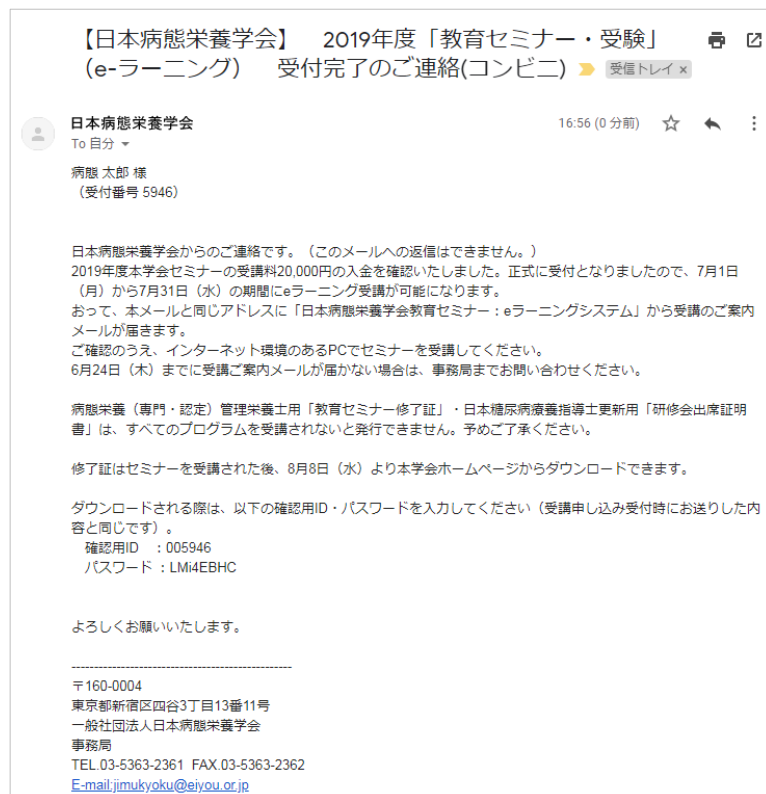 【日本病態栄養学会】　2019年度「教育セミナー・受験」
（e-ラーニング）　受付完了のご連絡(コンビニ) 受信トレイ ×
日本病態栄養学会 16:56 (0 分前)
To 自分
病態 太郎 様
（受付番号 5946）
日本病態栄養学会からのご連絡です。（このメールへの返信はできません。）
2019年度本学会セミナーの受講料20,000円の入金を確認いたしました。正式に受付となりましたので、7月1日
（月）から7月31日（水）の期間にeラーニング受講が可能になります。
おって、本メールと同じアドレスに「日本病態栄養学会教育セミナー：eラーニングシステム」から受講のご案内
メールが届きます。
ご確認のうえ、インターネット環境のあるPCでセミナーを受講してください。
6月24日（木）までに受講ご案内メールが届かない場合は、事務局までお問い合わせください。
病態栄養（専門・認定）管理栄養士用「教育セミナー修了証」・日本糖尿病療養指導士更新用「研修会出席証明
書」は、すべてのプログラムを受講されないと発行できません。予めご了承ください。
修了証はセミナーを受講された後、8月8日（水）より本学会ホームページからダウンロードできます。
ダウンロードされる際は、以下の確認用ID・パスワードを入力してください（受講申し込み受付時にお送りした内
容と同じです）。
確認用ID　：005946
パスワード ：LMi4EBHC
よろしくお願いいたします。
-------------------------------------------------
〒160-0004
東京都新宿区四谷3丁目13番11号
一般社団法人日本病態栄養学会
事務局
TEL.03-5363-2361 FAX.03-5363-2362
E-mail:jimukyoku@eiyou.or.jp